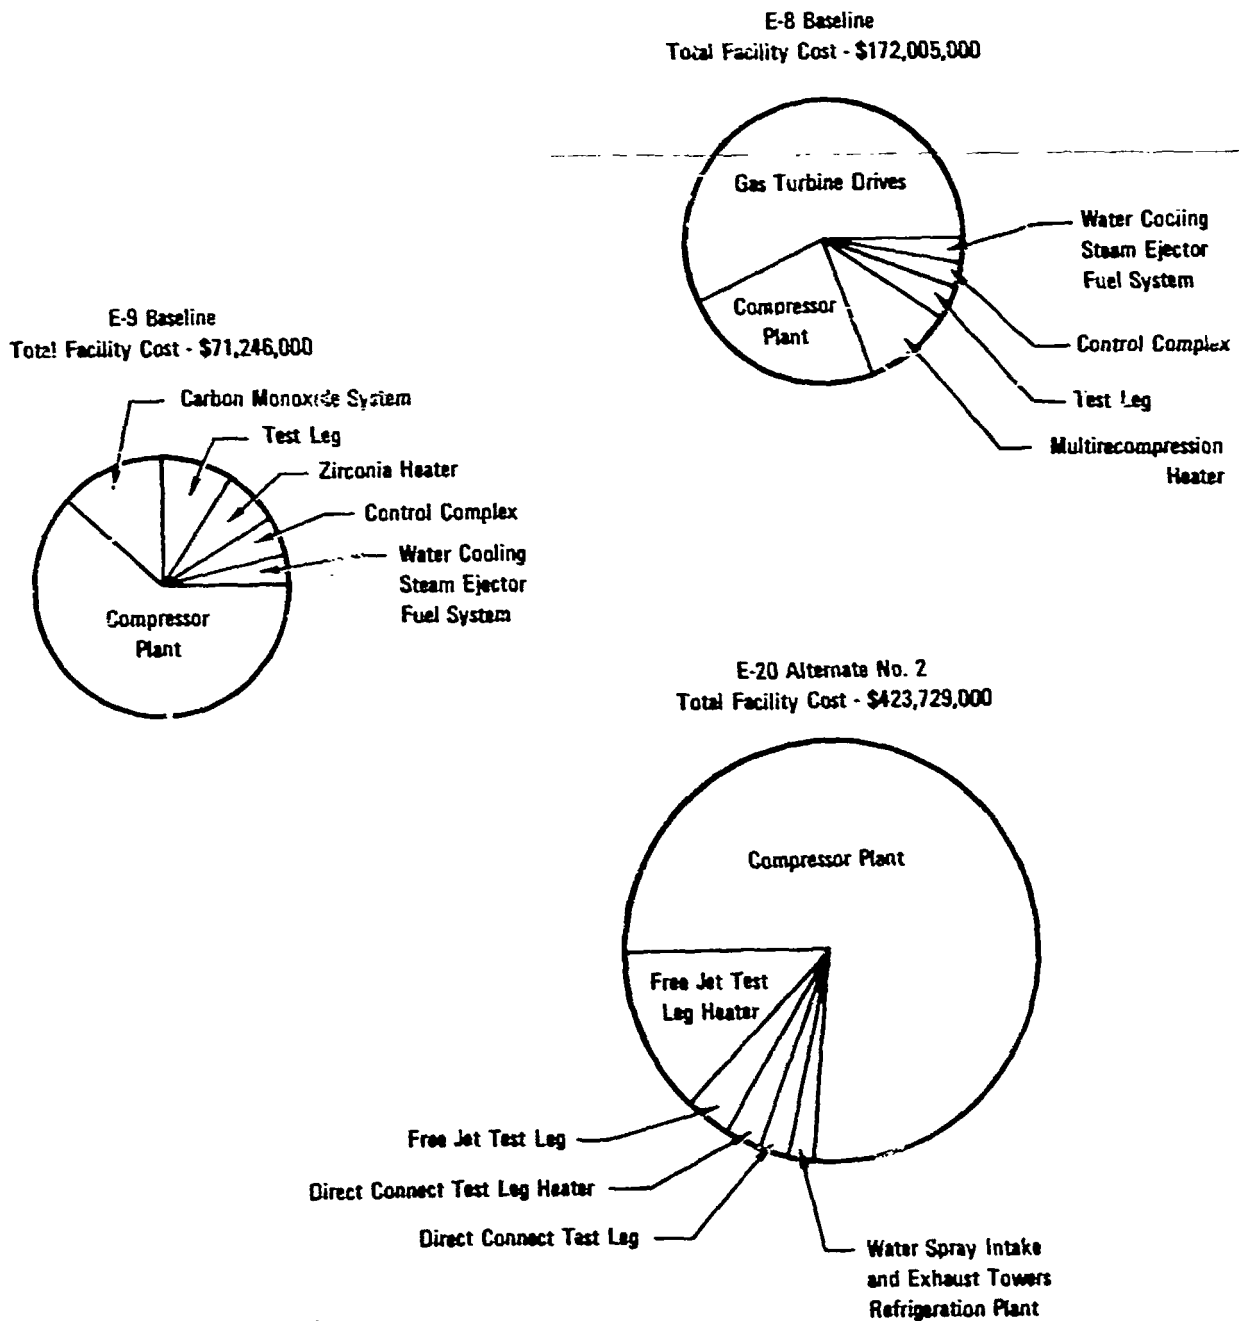 E-8 Baseline
Total Facility Cost - $172,005,000
Gas Turbine Drives
Water Cooling
Steam Ejector
Fuel System
Compressor
Plant
Control Complex
Test Leg
Multirecompression
Heater
E-9 Baseline
Total Facility Cost - $71,246,000
Carbon Monoxide System
Test Leg
Zirconia Heater
Control Complex
Water Cooling
Steam Ejector
Fuel System
Compressor
Plant
E-20 Alternate No. 2
Total Facility Cost - $423,729,000
Compressor Plant
Free Jet Test
Leg Heater
Free Jet Test Leg
Direct Connect Test Leg Heater
Direct Connect Test Leg
Water Spray Intake
and Exhaust Towers
Refrigeration Plant